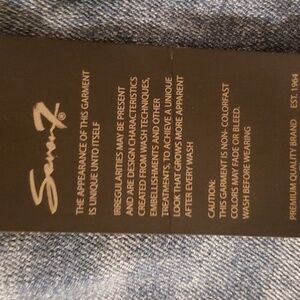 Seven7®
THE APPEARANCE OF THIS GARMENT
IS UNIQUE UNTO ITSELF
IRREGULARITIES MAY BE PRESENT
AND ARE DESIGN CHARACTERISTICS
CREATED FROM WASH TECHNIQUES,
EMBELLISHMENTS AND OTHER
TREATMENTS, TO ACHIEVE A UNIQUE
LOOK THAT GROWS MORE APPARENT
AFTER EVERY WASH
CAUTION:
THIS GARMENT IS NON- COLORFAST
COLORS MAY FADE OR BLEED.
WASH BEFORE WEARING
PREMIUM QUALITY BRAND EST. 1964